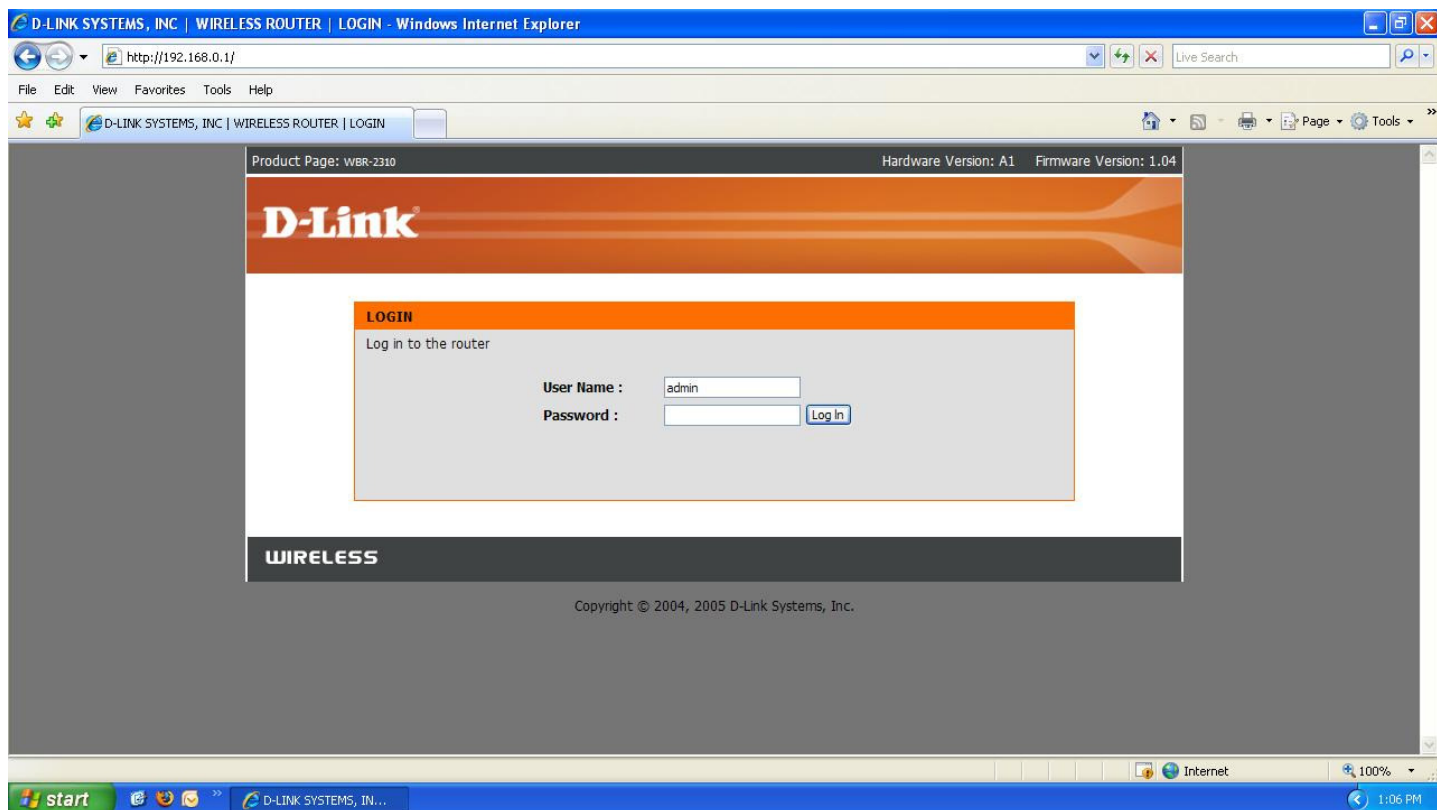 D-LINK SYSTEMS, INC | WIRELESS ROUTER | LOGIN - Windows Internet Explorer
http://192.168.0.1/
Live Search
File Edit View Favorites Tools Help
D-LINK SYSTEMS, INC | WIRELESS ROUTER | LOGIN
Page Tools »
Product Page: WBR-2310 Hardware Version: A1 Firmware Version: 1.04
D-Link®
LOGIN
Log in to the router
User Name : admin
Password : Log In
WIRELESS
Copyright © 2004, 2005 D-Link Systems, Inc.
Internet 100%
start » D-LINK SYSTEMS, IN... 1:06 PM